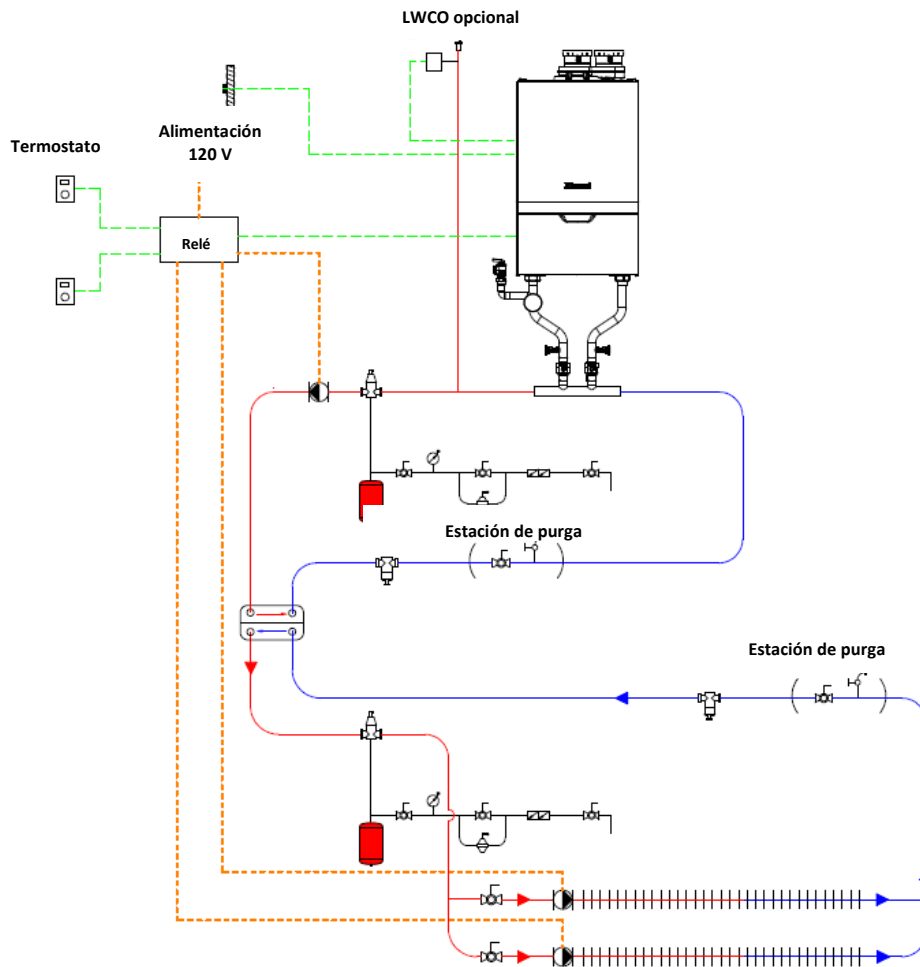 LWCO opcional
Alimentación
120 V
Termostato
Relé
Estación de purga
Estación de purga